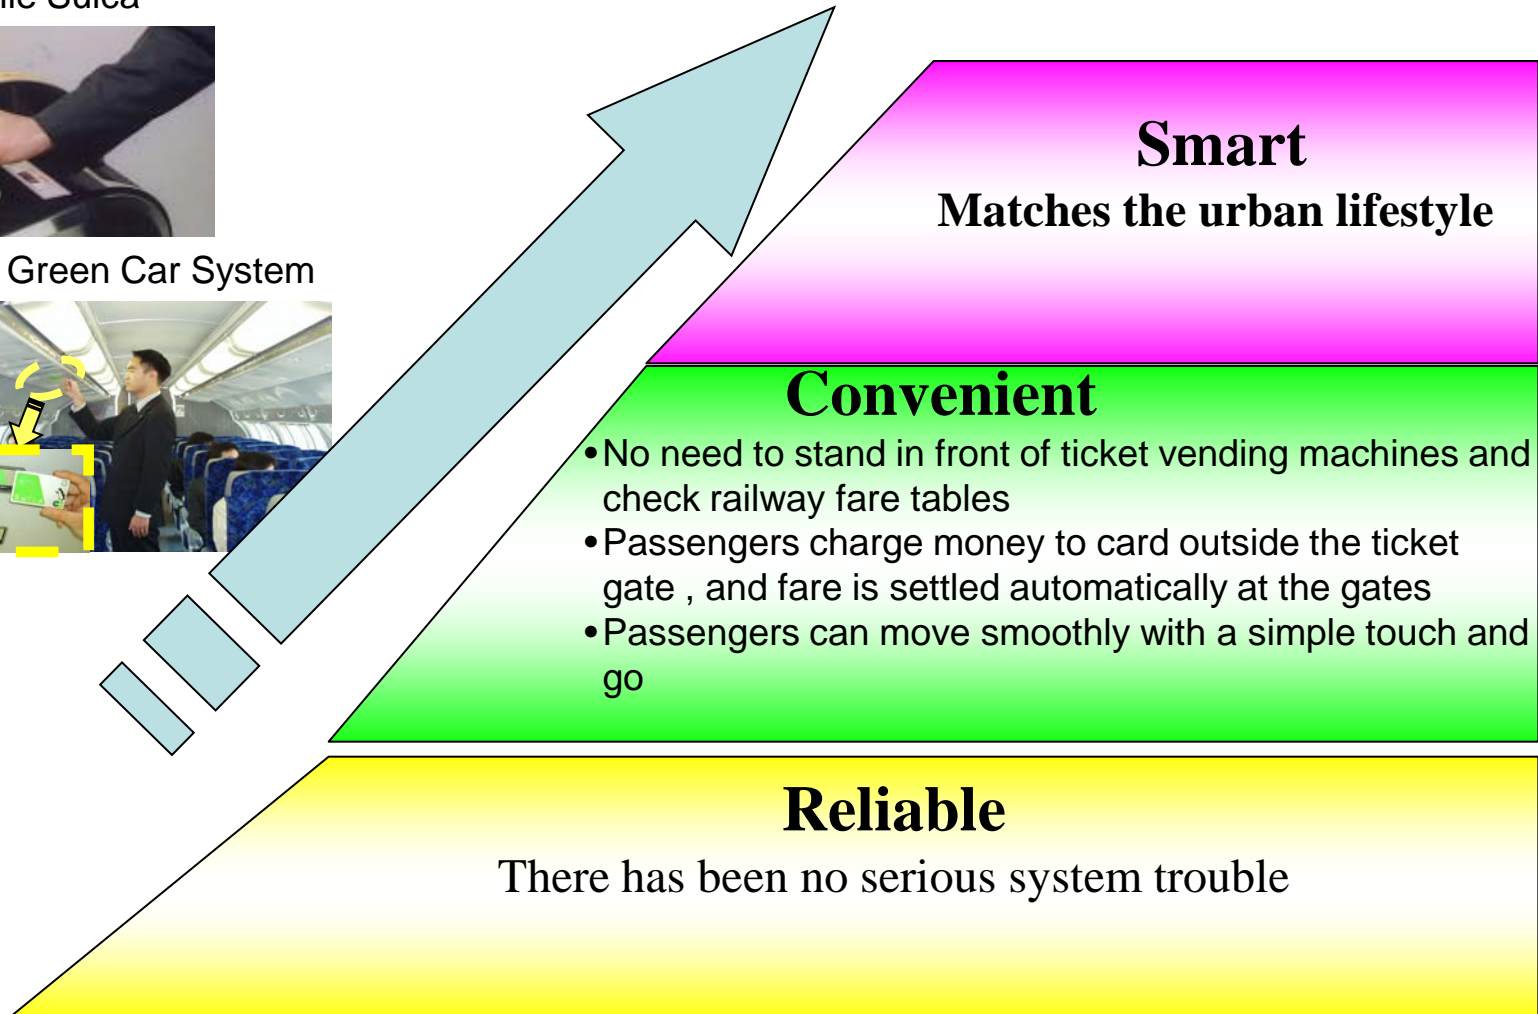 Suica
Green Car System
Smart
Matches the urban lifestyle
Convenient
•No need to stand in front of ticket vending machines and
check railway fare tables
•Passengers charge money to card outside the ticket
gate , and fare is settled automatically at the gates
•Passengers can move smoothly with a simple touch and
go
Reliable
There has been no serious system trouble